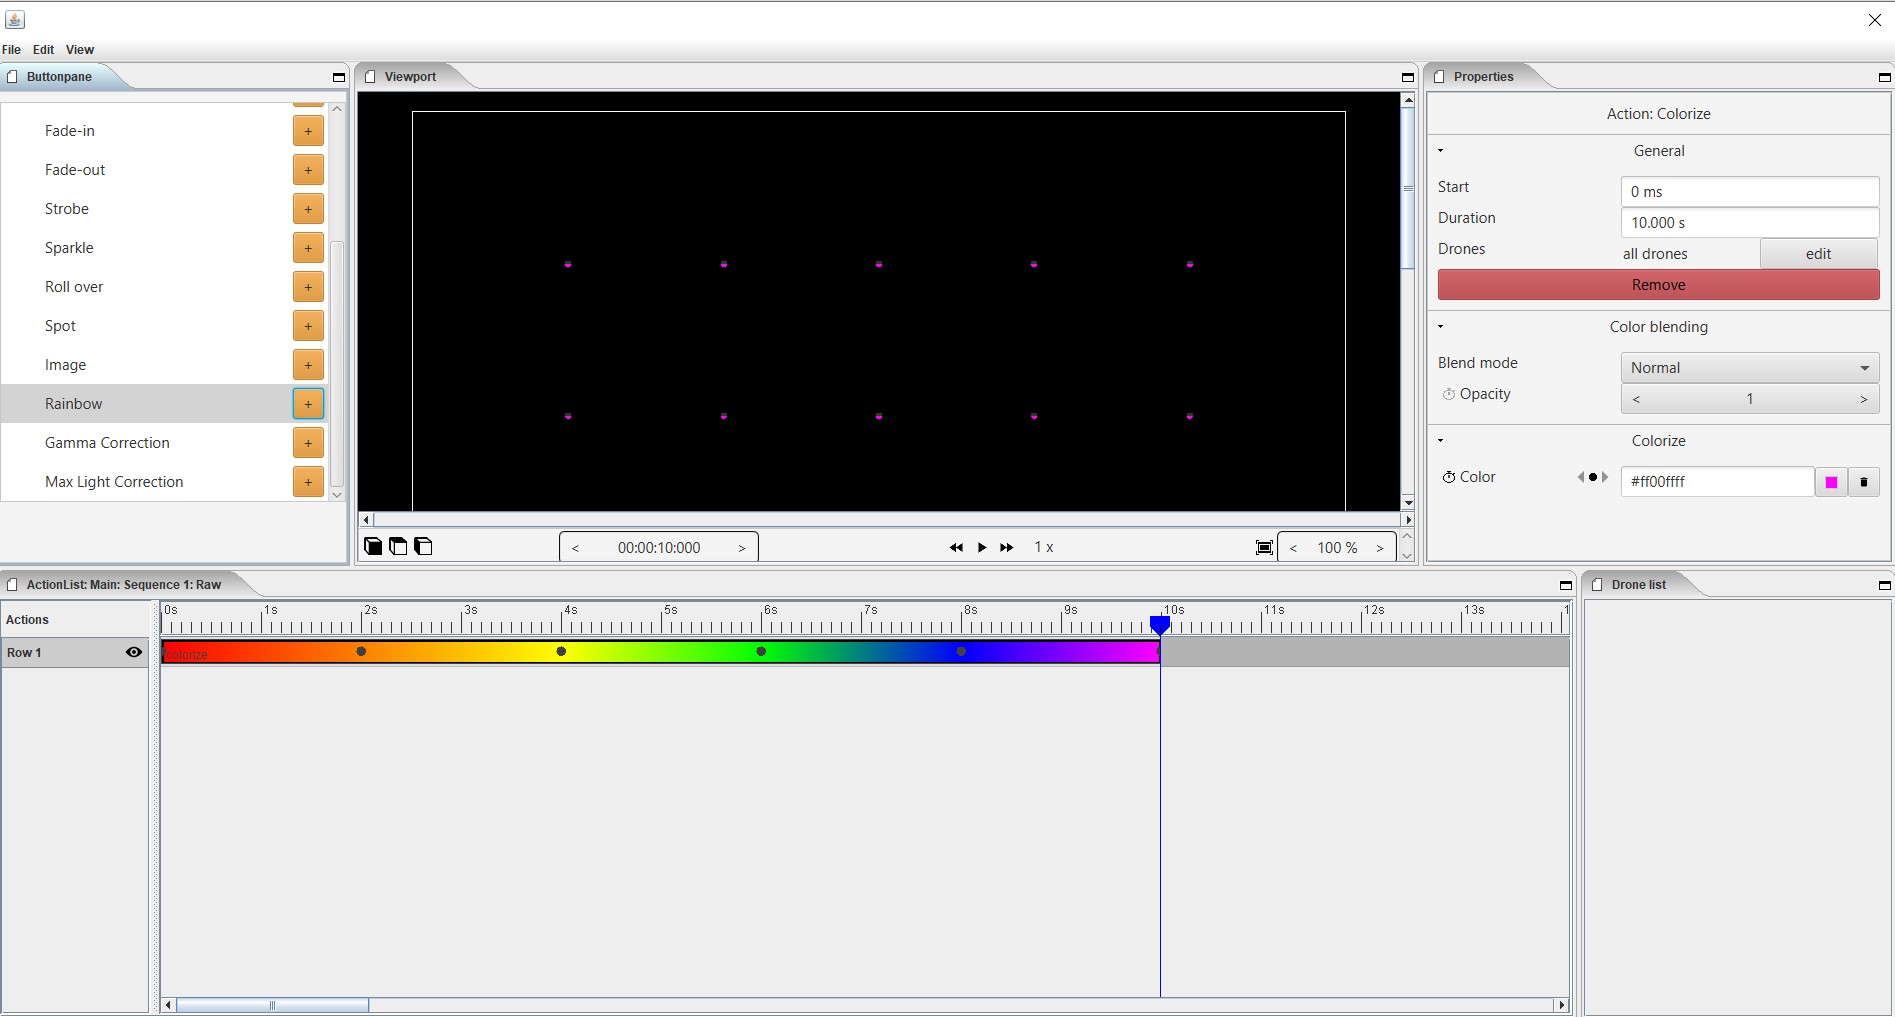 File Edit View
Buttonpane
Fade-in +
Fade-out +
Strobe +
Sparkle +
Roll over +
Spot +
Image +
Rainbow +
Gamma Correction +
Max Light Correction +
Viewport
< 00:00:10:000 >
1 x
< 100 % >
Properties
Action: Colorize
General
Start 0 ms
Duration 10.000 s
Drones all drones edit
Remove
Color blending
Blend mode Normal
Opacity < 1 >
Colorize
Color #ff00ffff
ActionList: Main: Sequence 1: Raw
Actions
0s 1s 2s 3s 4s 5s 6s 7s 8s 9s 10s 11s 12s 13s 1
Row 1
colorize
Drone list